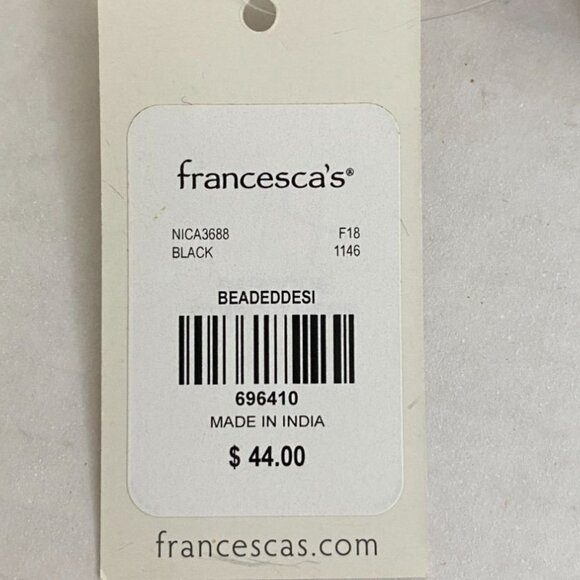 francesca's®
NICA3688 F18
BLACK 1146
BEADEDDESI
696410
MADE IN INDIA
$ 44.00
francescas.com